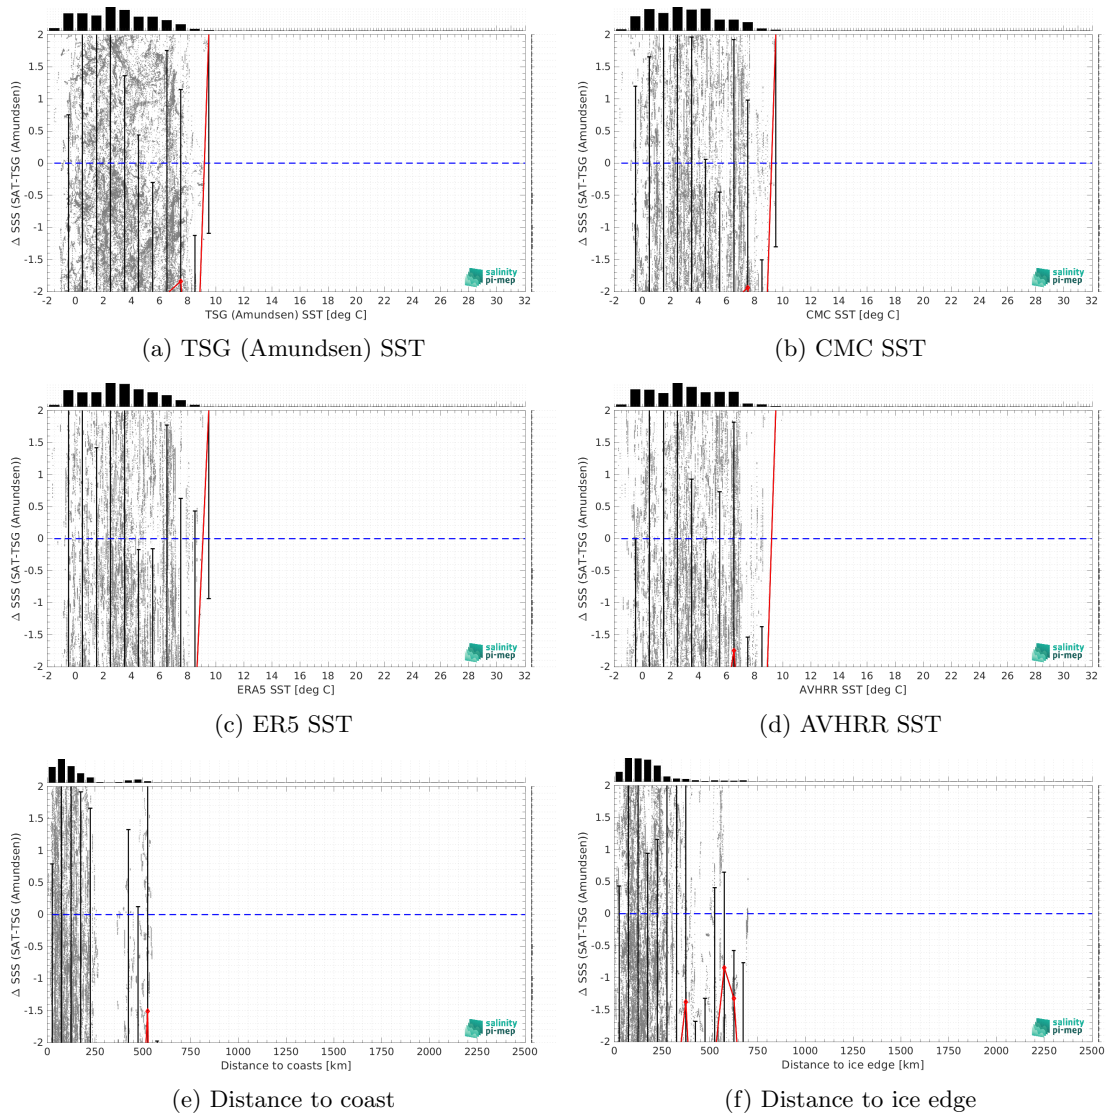 2
1.5
1
0.5
0
-0.5
-1
-1.5
-2
Δ SSS (SAT-TSG (Amundsen))
-2 0 2 4 6 8 10 12 14 16 18 20 22 24 26 28 30 32
TSG (Amundsen) SST [deg C]
salinity
pi-mep
(a) TSG (Amundsen) SST
2
1.5
1
0.5
0
-0.5
-1
-1.5
-2
Δ SSS (SAT-TSG (Amundsen))
-2 0 2 4 6 8 10 12 14 16 18 20 22 24 26 28 30 32
CMC SST [deg C]
salinity
pi-mep
(b) CMC SST
2
1.5
1
0.5
0
-0.5
-1
-1.5
-2
Δ SSS (SAT-TSG (Amundsen))
-2 0 2 4 6 8 10 12 14 16 18 20 22 24 26 28 30 32
ERA5 SST [deg C]
salinity
pi-mep
(c) ER5 SST
2
1.5
1
0.5
0
-0.5
-1
-1.5
-2
Δ SSS (SAT-TSG (Amundsen))
-2 0 2 4 6 8 10 12 14 16 18 20 22 24 26 28 30 32
AVHRR SST [deg C]
salinity
pi-mep
(d) AVHRR SST
2
1.5
1
0.5
0
-0.5
-1
-1.5
-2
Δ SSS (SAT-TSG (Amundsen))
0 250 500 750 1000 1250 1500 1750 2000 2250 2500
Distance to coasts [km]
salinity
pi-mep
(e) Distance to coast
2
1.5
1
0.5
0
-0.5
-1
-1.5
-2
Δ SSS (SAT-TSG (Amundsen))
0 250 500 750 1000 1250 1500 1750 2000 2250 2500
Distance to ice edge [km]
salinity
pi-mep
(f) Distance to ice edge